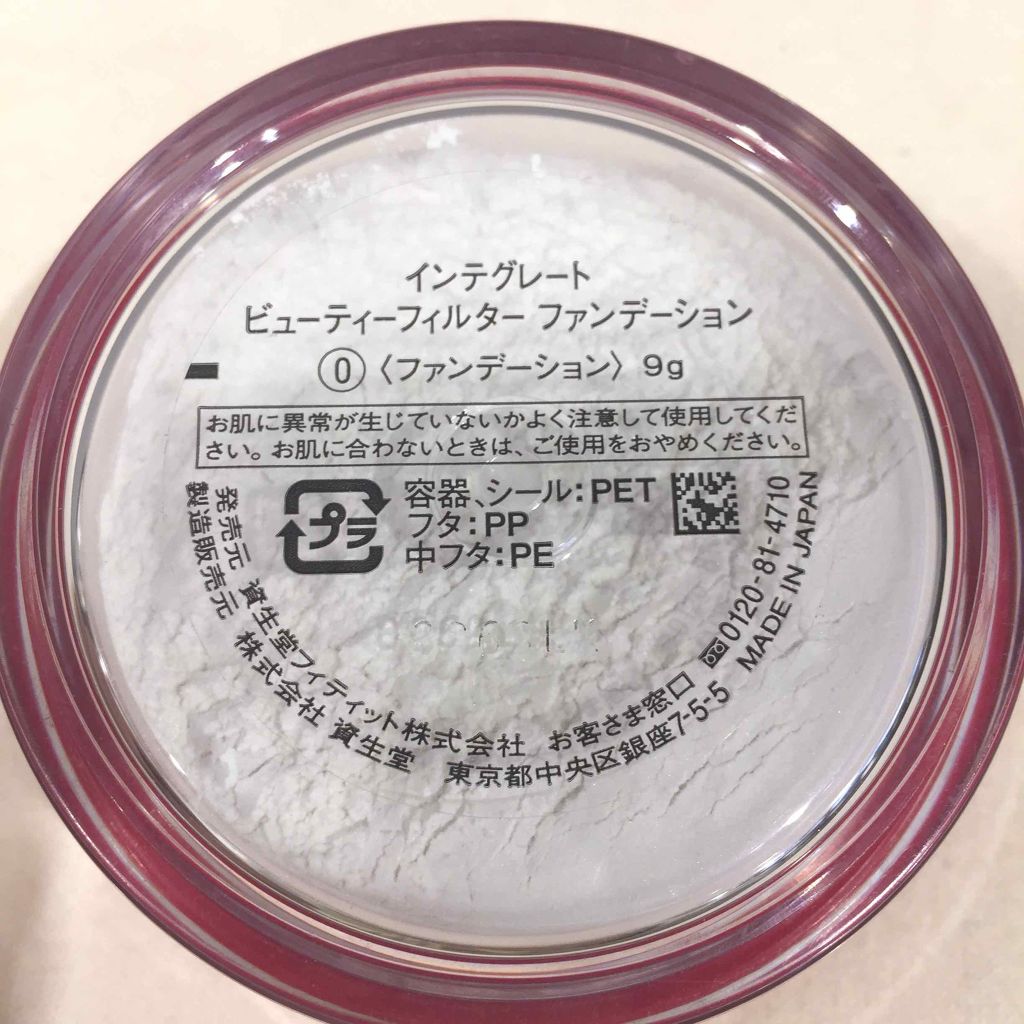 インテグレート
ビューティーフィルター ファンデーション
⓪〈ファンデーション〉9g
お肌に異常が生じていないかよく注意して使用してくだ
さい。お肌に合わないときは、ご使用をおやめください。
プラ
容器、シール:PET
フタ:PP
中フタ:PE
発売元 資生堂フィティット株式会社 お客さま窓口 0120-81-4710
製造販売元 株式会社 資生堂 東京都中央区銀座7-5-5 MADE IN JAPAN